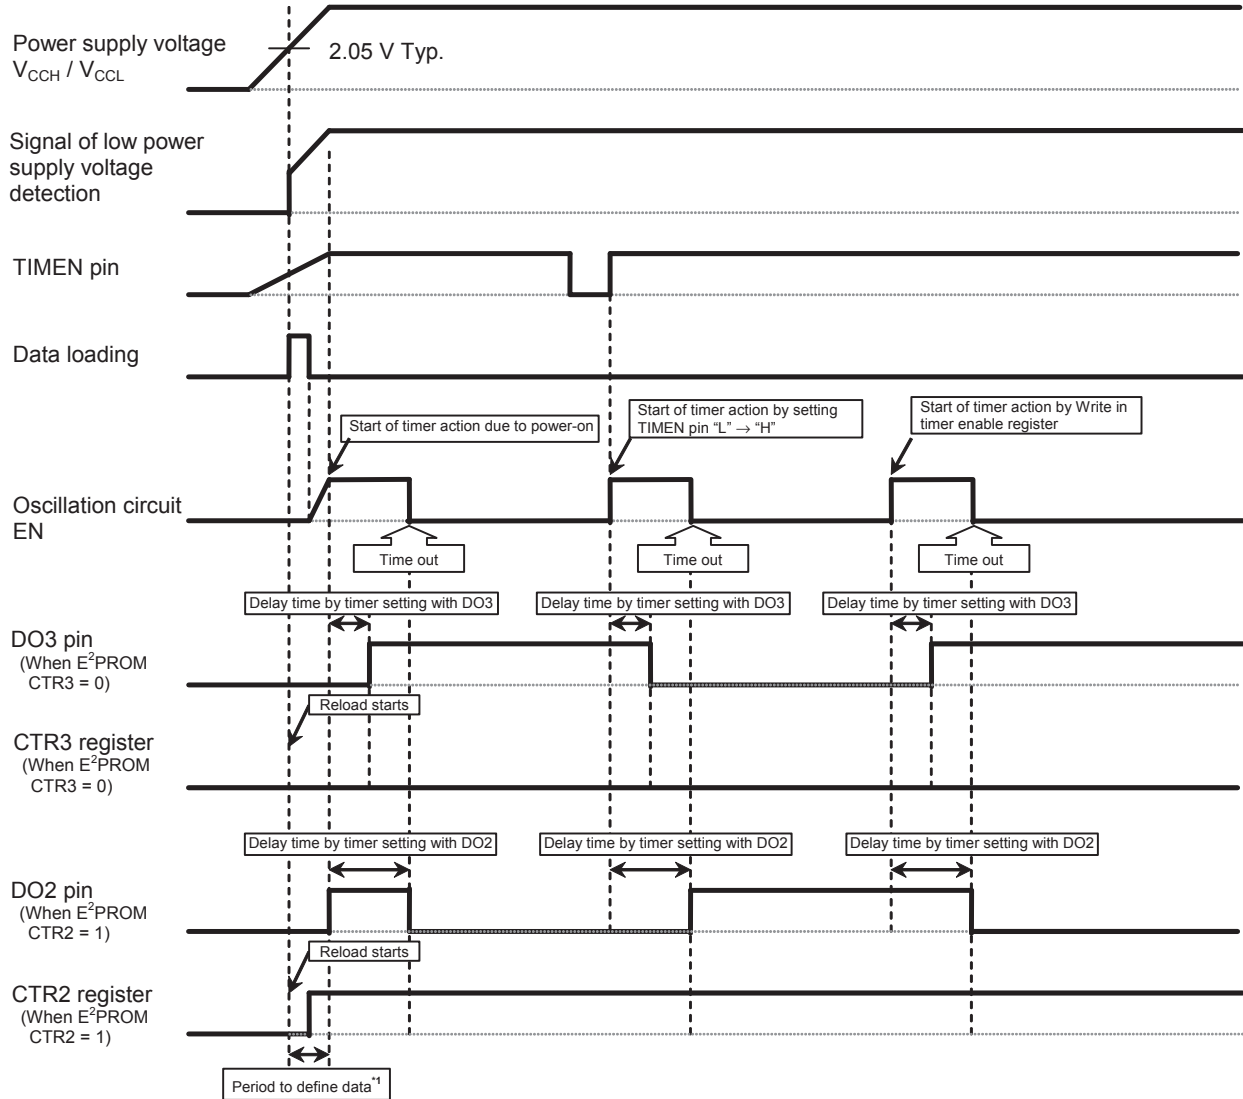 Power supply voltage
VCCH / VCCL
2.05 V Typ.
Signal of low power
supply voltage
detection
TIMEN pin
Data loading
Start of timer action due to power-on
Start of timer action by setting
TIMEN pin “L” → “H”
Start of timer action by Write in
timer enable register
Oscillation circuit
EN
Time out
Time out
Time out
Delay time by timer setting with DO3
Delay time by timer setting with DO3
Delay time by timer setting with DO3
DO3 pin
(When E²PROM
CTR3 = 0)
Reload starts
CTR3 register
(When E²PROM
CTR3 = 0)
Delay time by timer setting with DO2
Delay time by timer setting with DO2
Delay time by timer setting with DO2
DO2 pin
(When E²PROM
CTR2 = 1)
Reload starts
CTR2 register
(When E²PROM
CTR2 = 1)
Period to define data*1